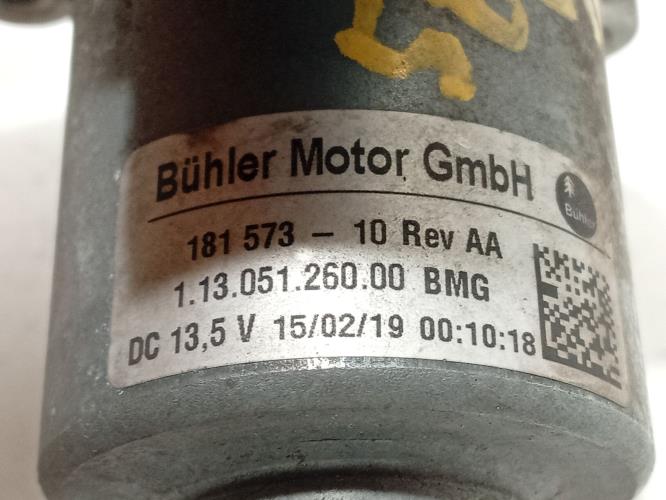 Bühler Motor GmbH
Bühler
181 573 - 10 Rev AA
1.13.051.260.00 BMG
DC 13,5 V 15/02/19 00:10:18